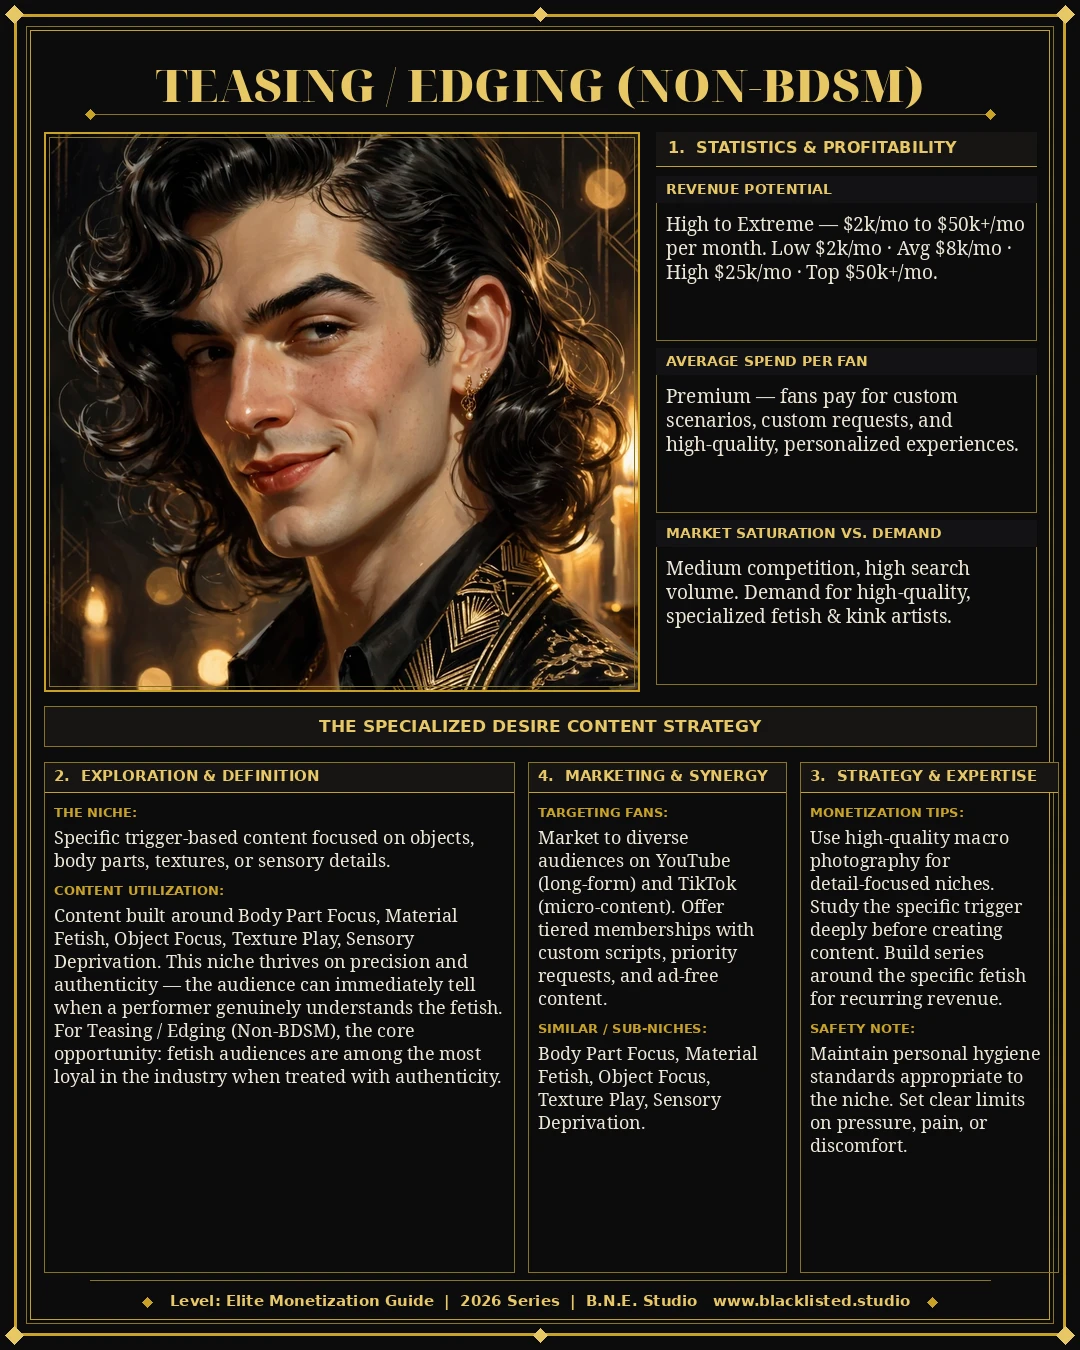 TEASING / EDGING (NON-BDSM)
1. STATISTICS & PROFITABILITY
REVENUE POTENTIAL
High to Extreme — $2k/mo to $50k+/mo
per month. Low $2k/mo · Avg $8k/mo ·
High $25k/mo · Top $50k+/mo.
AVERAGE SPEND PER FAN
Premium — fans pay for custom
scenarios, custom requests, and
high-quality, personalized experiences.
MARKET SATURATION VS. DEMAND
Medium competition, high search
volume. Demand for high-quality,
specialized fetish & kink artists.
THE SPECIALIZED DESIRE CONTENT STRATEGY
2. EXPLORATION & DEFINITION
THE NICHE:
Specific trigger-based content focused on objects,
body parts, textures, or sensory details.
CONTENT UTILIZATION:
Content built around Body Part Focus, Material
Fetish, Object Focus, Texture Play, Sensory
Deprivation. This niche thrives on precision and
authenticity — the audience can immediately tell
when a performer genuinely understands the fetish.
For Teasing / Edging (Non-BDSM), the core
opportunity: fetish audiences are among the most
loyal in the industry when treated with authenticity.
4. MARKETING & SYNERGY
TARGETING FANS:
Market to diverse
audiences on YouTube
(long-form) and TikTok
(micro-content). Offer
tiered memberships with
custom scripts, priority
requests, and ad-free
content.
SIMILAR / SUB-NICHES:
Body Part Focus, Material
Fetish, Object Focus,
Texture Play, Sensory
Deprivation.
3. STRATEGY & EXPERTISE
MONETIZATION TIPS:
Use high-quality macro
photography for
detail-focused niches.
Study the specific trigger
deeply before creating
content. Build series
around the specific fetish
for recurring revenue.
SAFETY NOTE:
Maintain personal hygiene
standards appropriate to
the niche. Set clear limits
on pressure, pain, or
discomfort.
Level: Elite Monetization Guide | 2026 Series | B.N.E. Studio www.blacklisted.studio